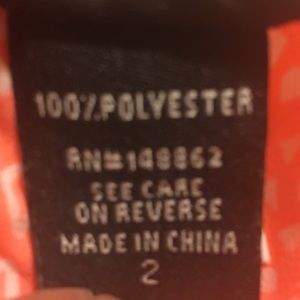 100% POLYESTER
RN#148862
SEE CARE
ON REVERSE
MADE IN CHINA
2